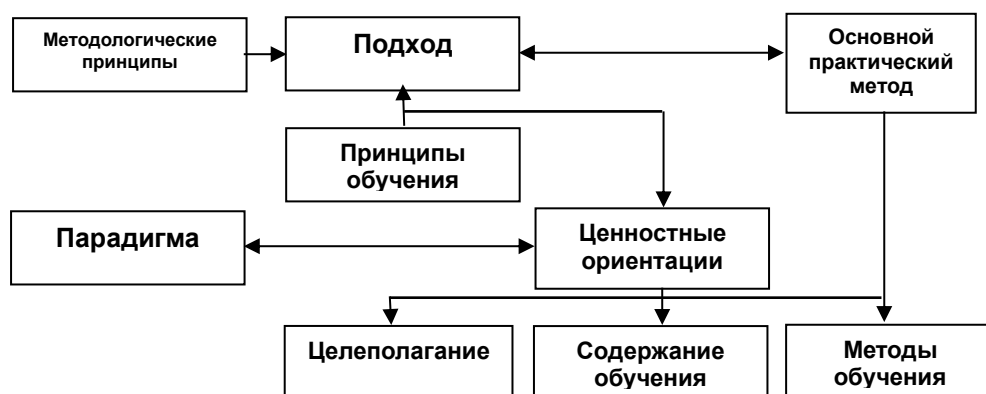 Методологические
принципы
Подход
Основной
практический
метод
Принципы
обучения
Парадигма
Ценностные
ориентации
Целеполагание
Содержание
обучения
Методы
обучения